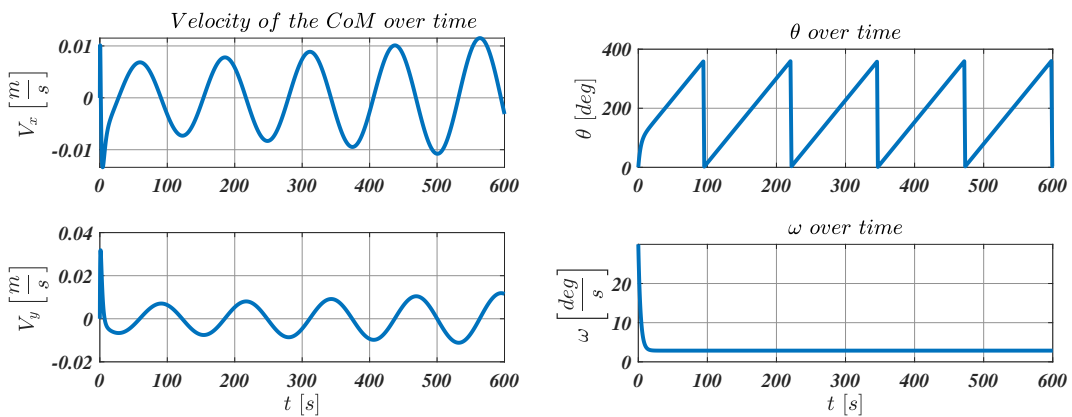 Velocity of the CoM over time
0.01
0
-0.01
V_x [m/s]
0 100 200 300 400 500 600
0.04
0.02
0
-0.02
V_y [m/s]
0 100 200 300 400 500 600
t [s]
θ over time
400
200
0
θ [deg]
0 100 200 300 400 500 600
ω over time
20
10
0
ω [deg/s]
0 100 200 300 400 500 600
t [s]